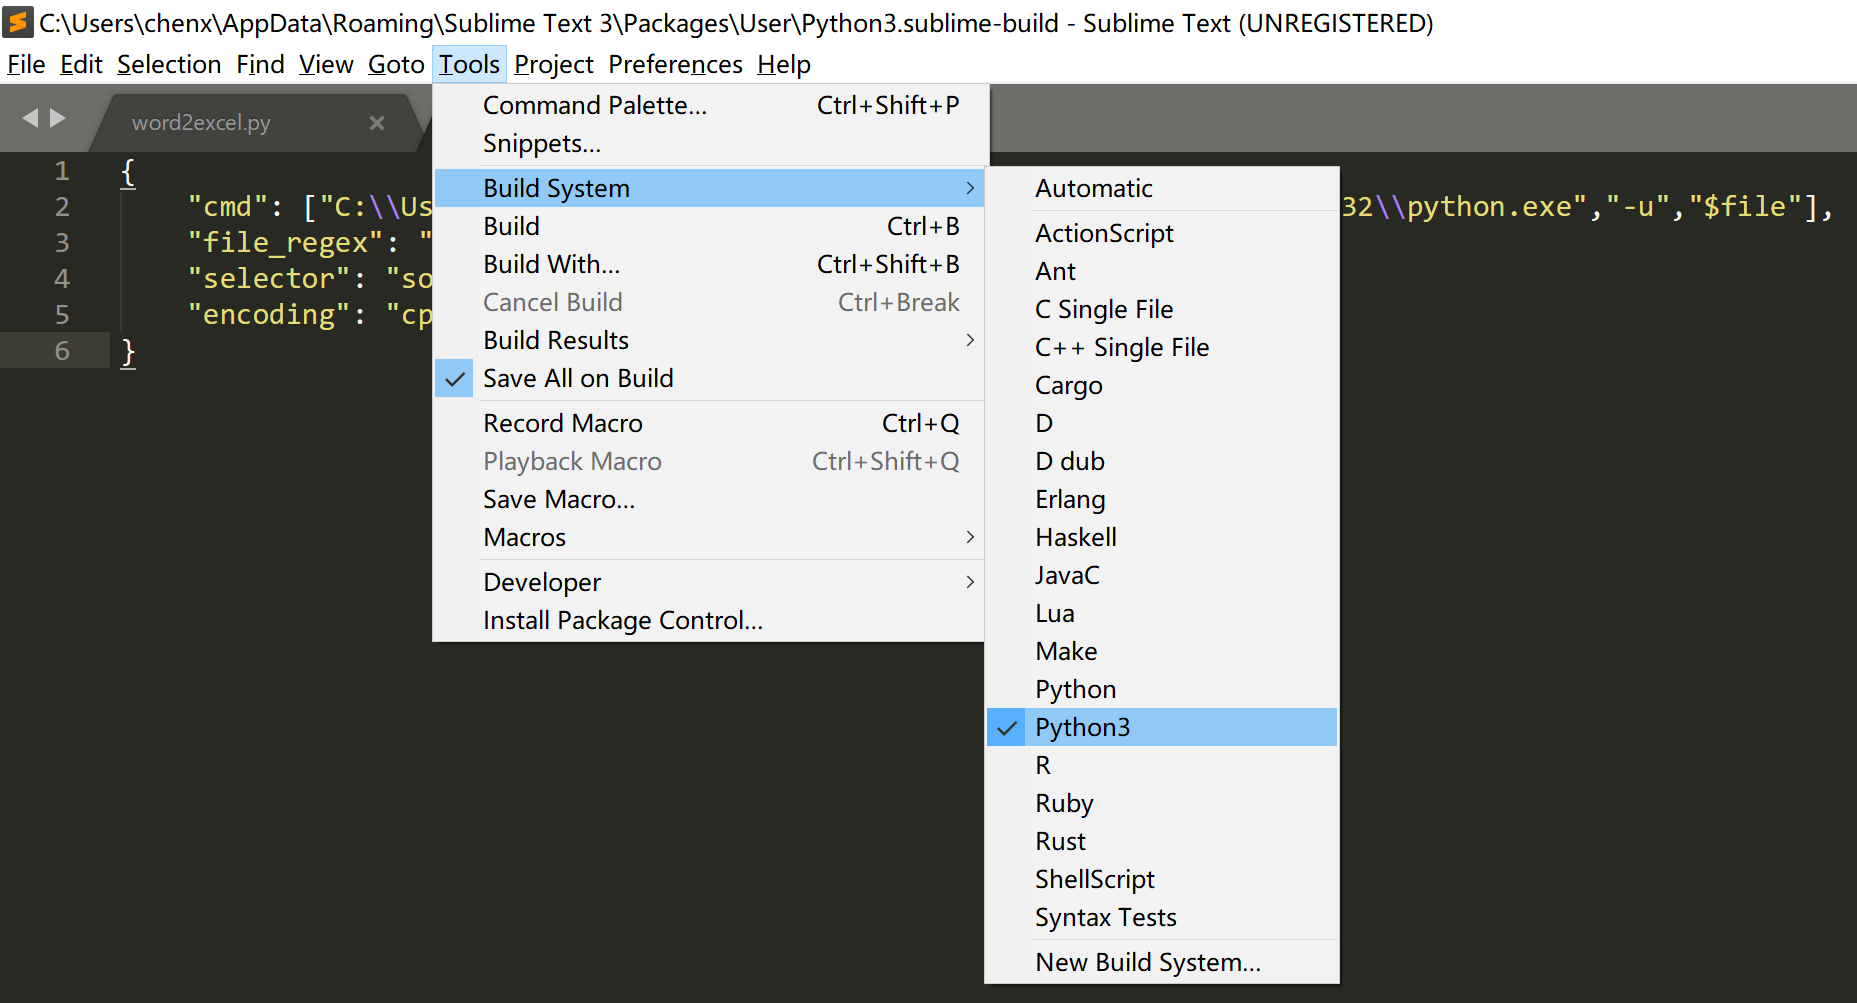 C:\Users\chenx\AppData\Roaming\Sublime Text 3\Packages\User\Python3.sublime-build - Sublime Text (UNREGISTERED)
File Edit Selection Find View Goto Tools Project Preferences Help
word2excel.py
1 {
2 "cmd": ["C:\\Us 32\\python.exe","-u","$file"],
3 "file_regex": "
4 "selector": "so
5 "encoding": "cp
6 }
Command Palette... Ctrl+Shift+P
Snippets...
Build System
Build Ctrl+B
Build With... Ctrl+Shift+B
Cancel Build Ctrl+Break
Build Results
Save All on Build
Record Macro Ctrl+Q
Playback Macro Ctrl+Shift+Q
Save Macro...
Macros
Developer
Install Package Control...
Automatic
ActionScript
Ant
C Single File
C++ Single File
Cargo
D
D dub
Erlang
Haskell
JavaC
Lua
Make
Python
Python3
R
Ruby
Rust
ShellScript
Syntax Tests
New Build System...